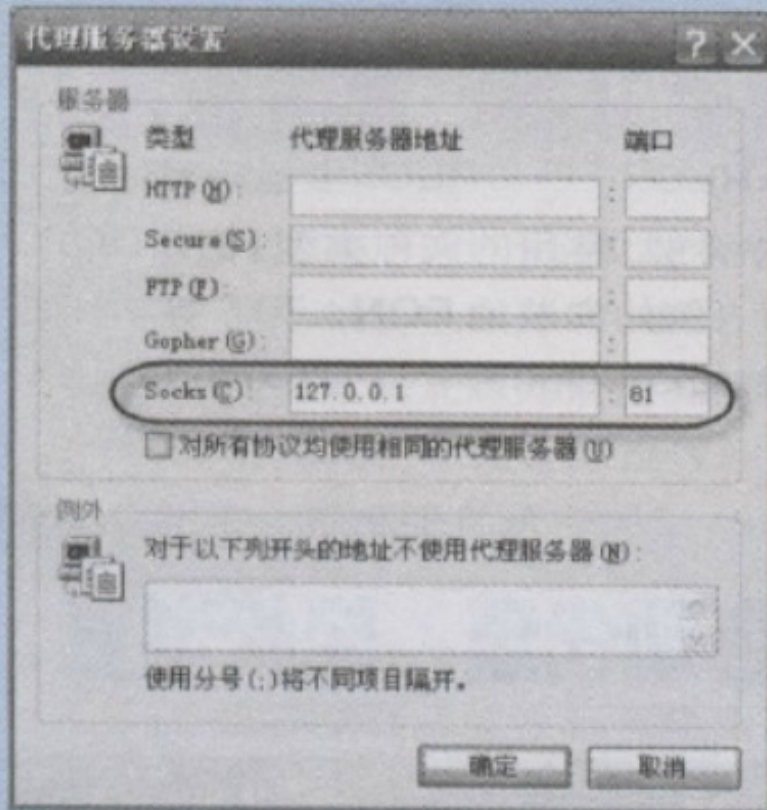 代理服务器设置
服务器
类型 代理服务器地址 端口
HTTP(H): :
Secure(S): :
FTP(F): :
Gopher(G): :
Socks(C): 127.0.0.1 : 81
对所有协议均使用相同的代理服务器(U)
例外
对于以下列开头的地址不使用代理服务器(N):
使用分号(;)将不同项目隔开。
确定 取消